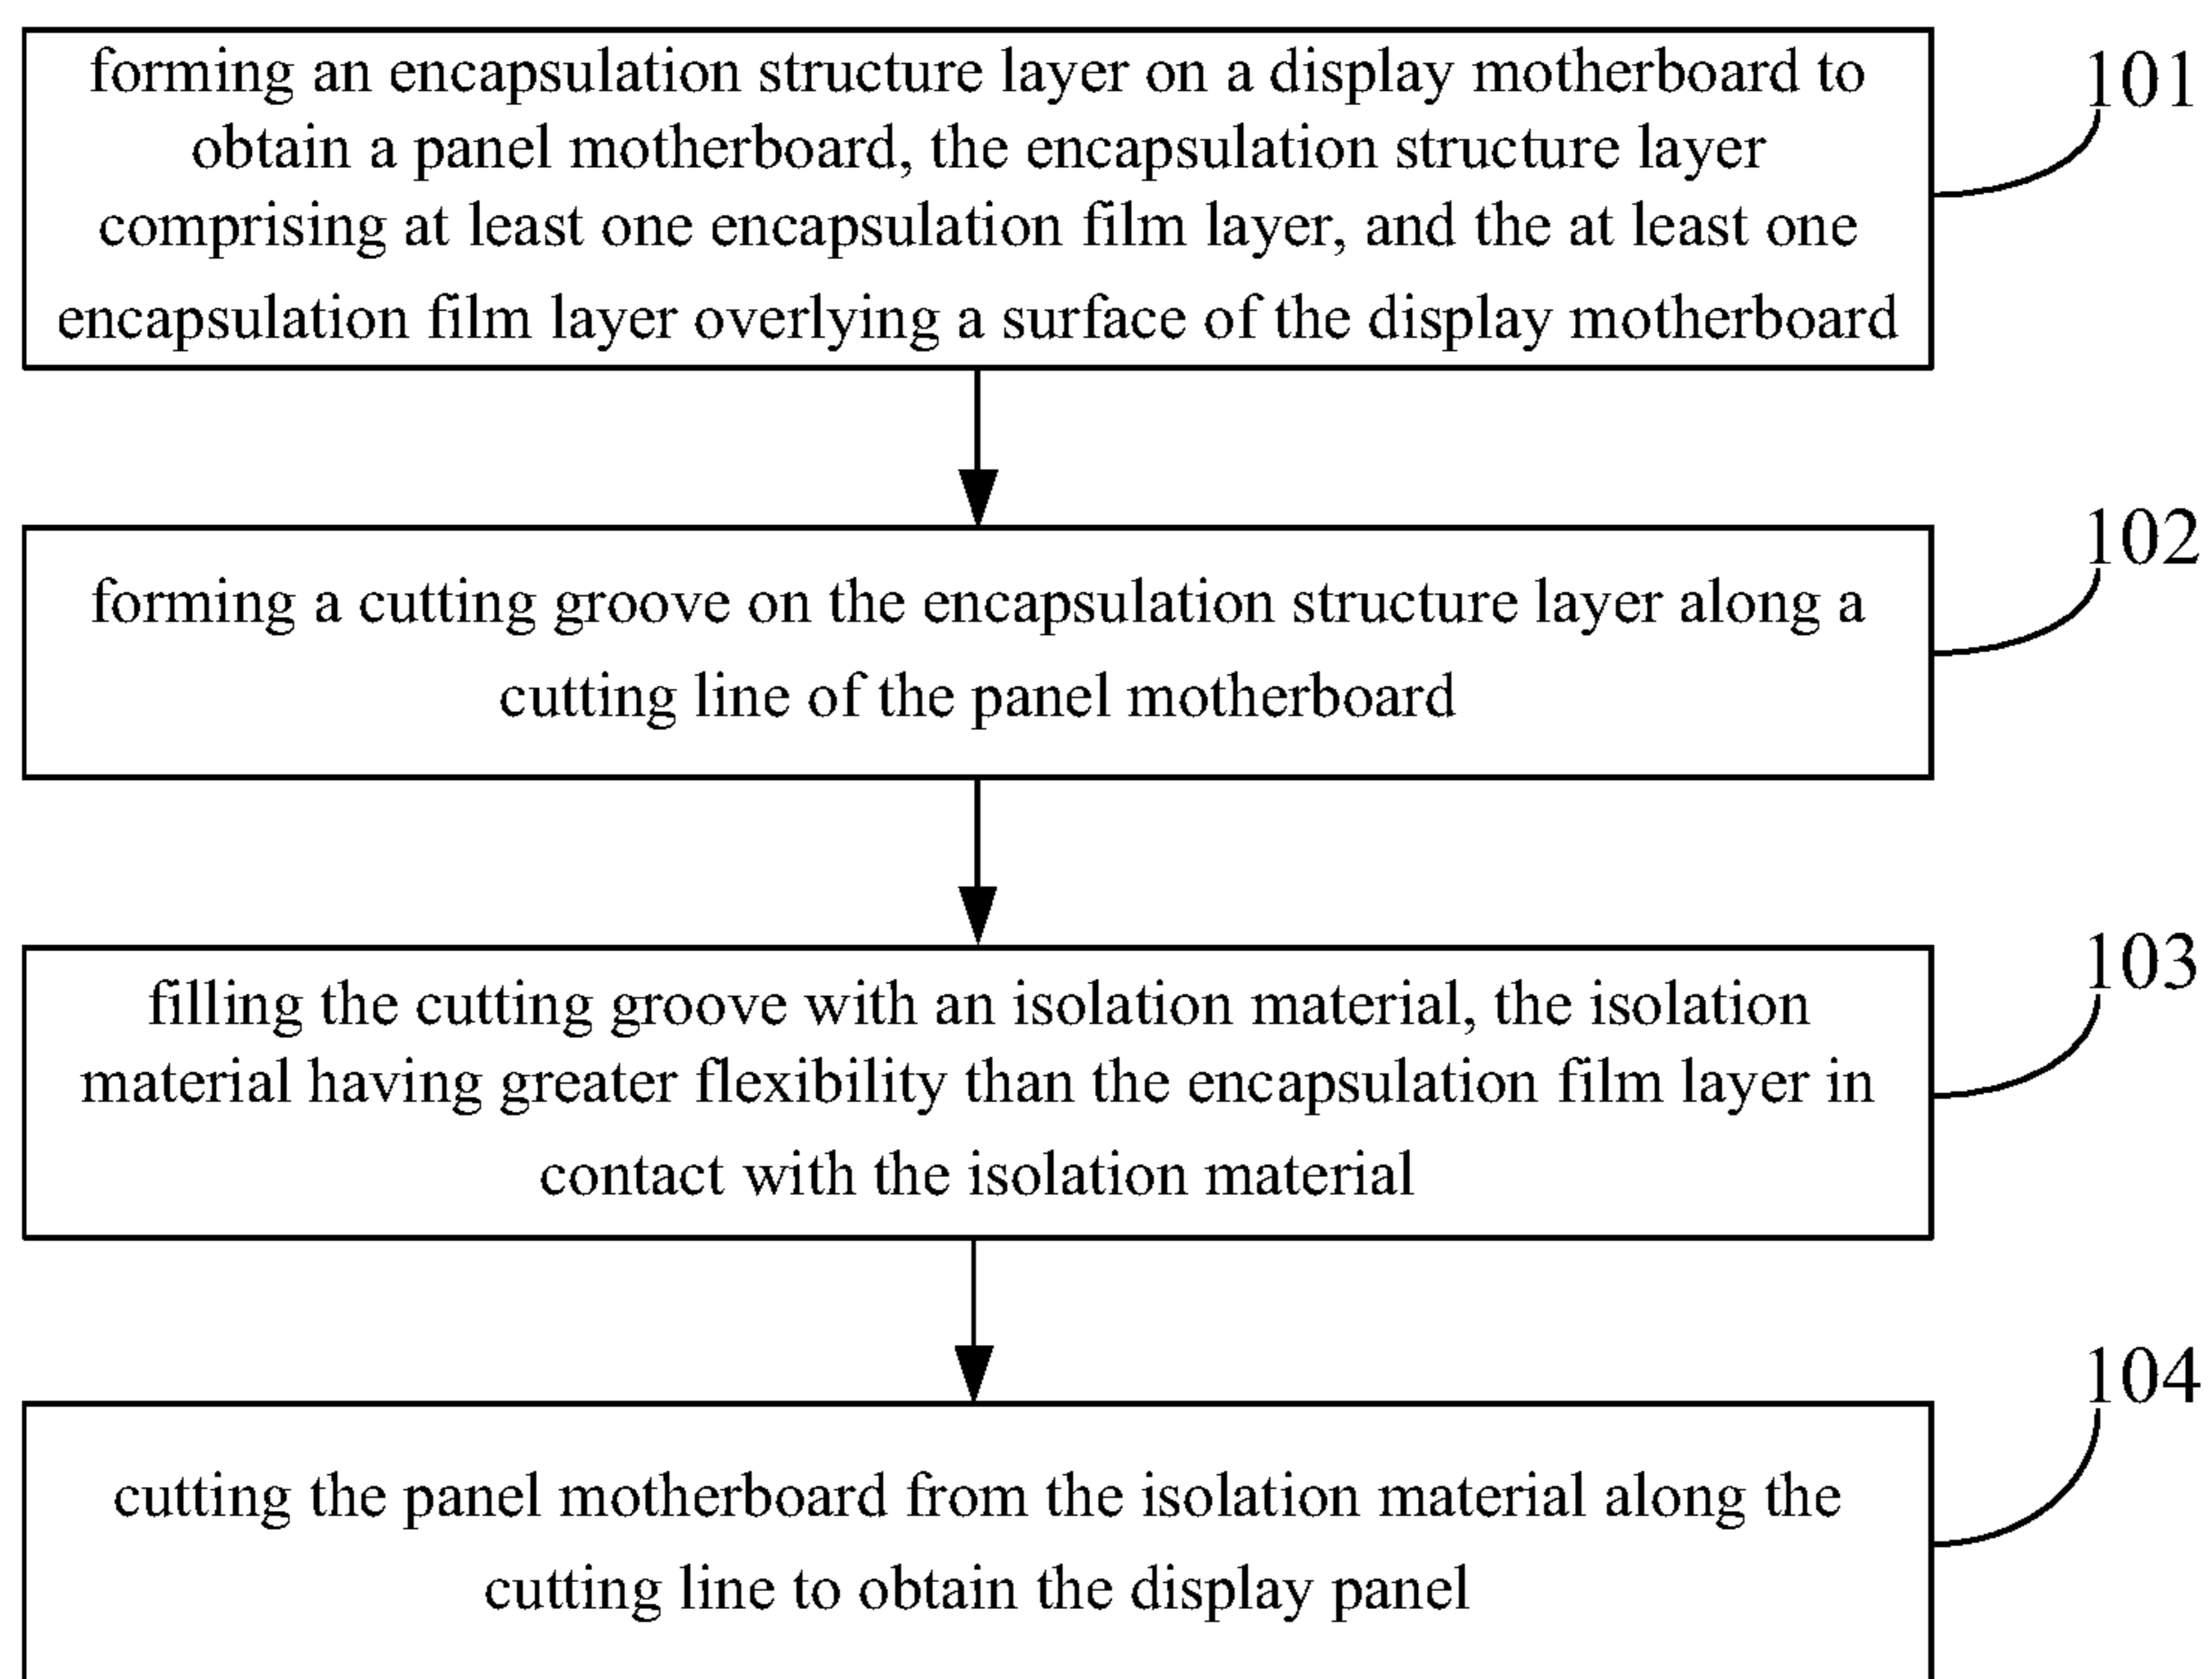 forming an encapsulation structure layer on a display motherboard to
obtain a panel motherboard, the encapsulation structure layer
comprising at least one encapsulation film layer, and the at least one
encapsulation film layer overlying a surface of the display motherboard
101
forming a cutting groove on the encapsulation structure layer along a
cutting line of the panel motherboard
102
filling the cutting groove with an isolation material, the isolation
material having greater flexibility than the encapsulation film layer in
contact with the isolation material
103
cutting the panel motherboard from the isolation material along the
cutting line to obtain the display panel
104